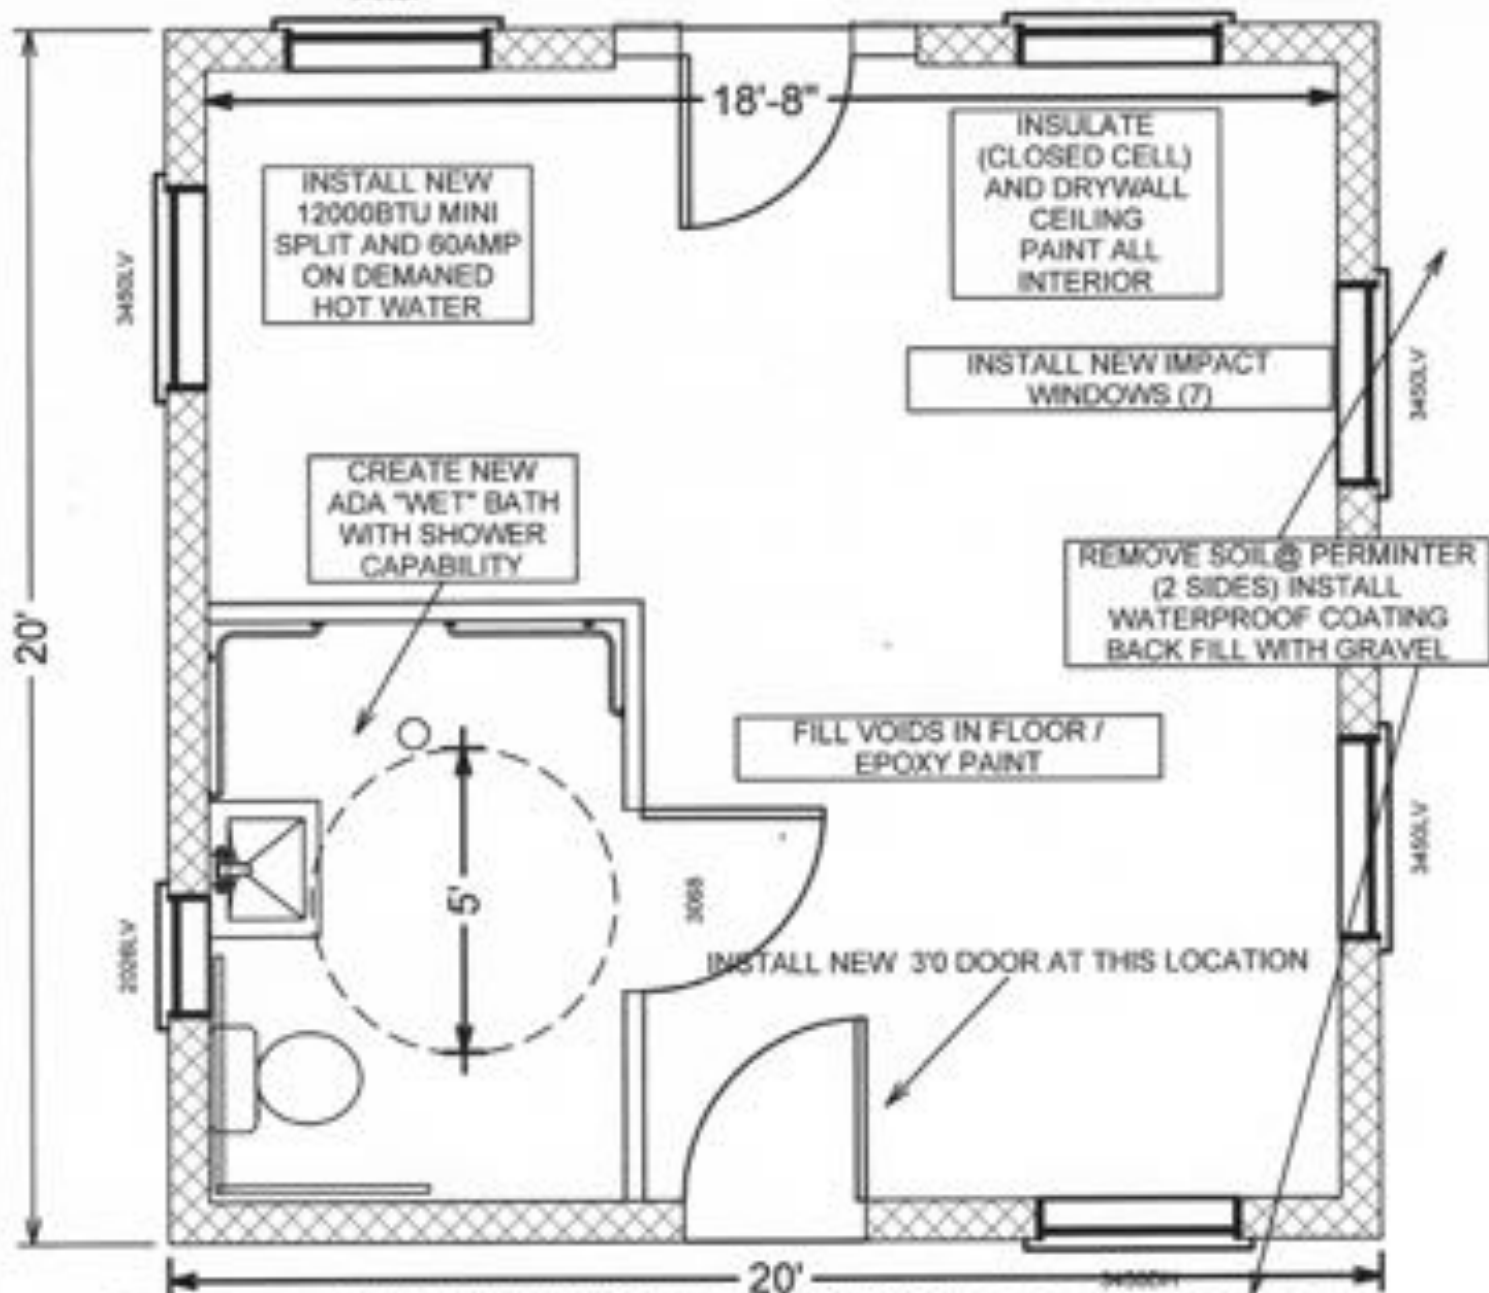 18'-8"
INSTALL NEW
12000BTU MINI
SPLIT AND 60AMP
ON DEMANED
HOT WATER
INSULATE
(CLOSED CELL)
AND DRYWALL
CEILING
PAINT ALL
INTERIOR
3450LV
INSTALL NEW IMPACT
WINDOWS (7)
3450LV
CREATE NEW
ADA "WET" BATH
WITH SHOWER
CAPABILITY
REMOVE SOIL@ PERMINTER
(2 SIDES) INSTALL
WATERPROOF COATING
BACK FILL WITH GRAVEL
20'
FILL VOIDS IN FLOOR /
EPOXY PAINT
3450LV
5'
3068
2026LV
INSTALL NEW 3'0 DOOR AT THIS LOCATION
20'